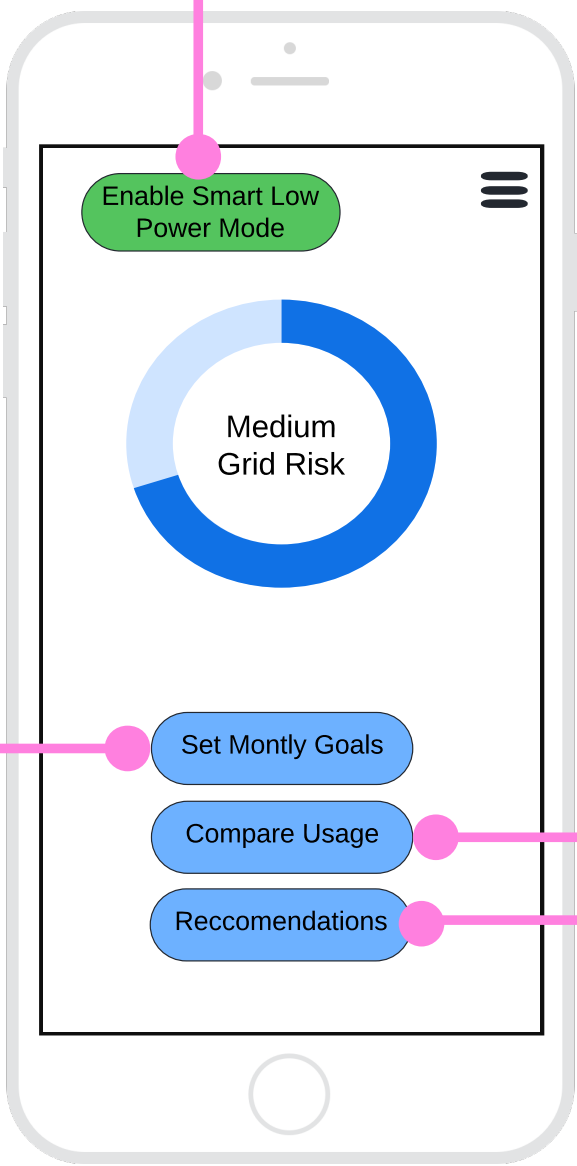 Enable Smart Low
Power Mode
Medium
Grid Risk
Set Montly Goals
Compare Usage
Reccomendations